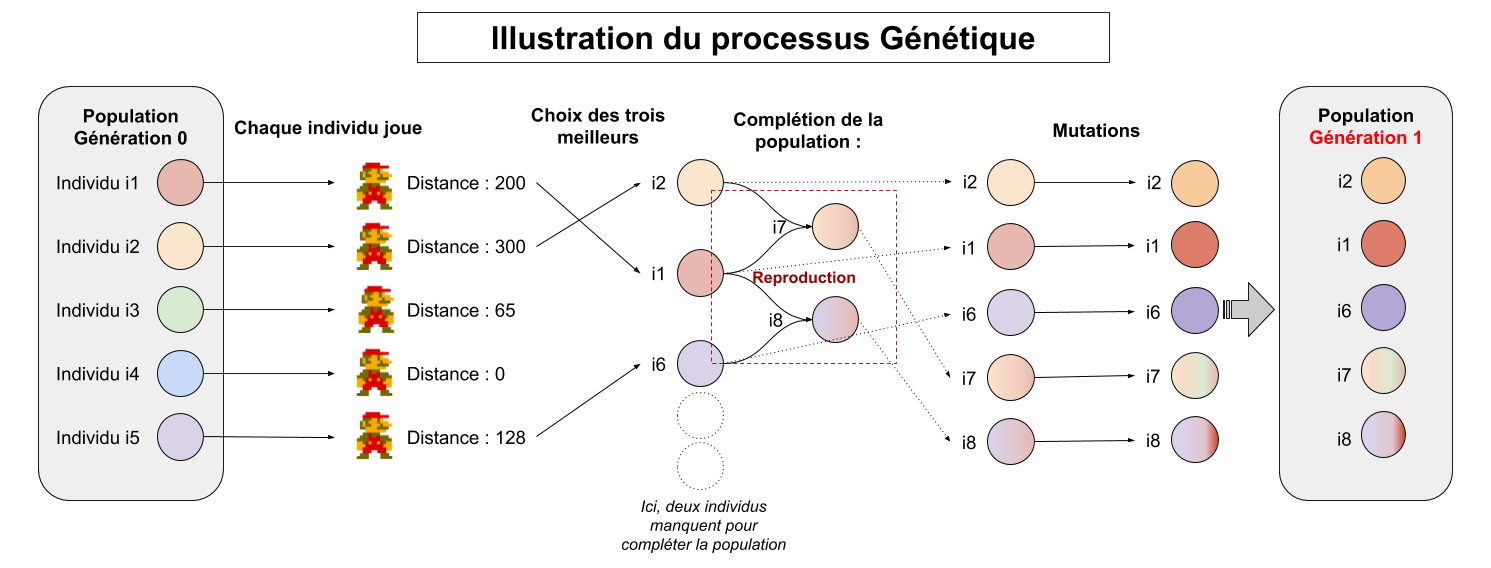 Illustration du processus Génétique
Population
Génération 0
Individu i1
Individu i2
Individu i3
Individu i4
Individu i5
Chaque individu joue
Distance : 200
Distance : 300
Distance : 65
Distance : 0
Distance : 128
Choix des trois
meilleurs
i2
i1
i6
Ici, deux individus
manquent pour
compléter la population
Complétion de la
population :
i7
Reproduction
i8
Mutations
i2
i1
i6
i7
i8
i2
i1
i6
i7
i8
Population
Génération 1
i2
i1
i6
i7
i8